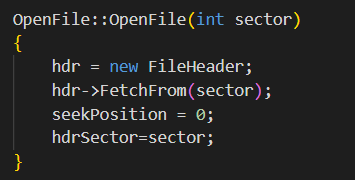 OpenFile::OpenFile(int sector)
{
    hdr = new FileHeader;
    hdr->FetchFrom(sector);
    seekPosition = 0;
    hdrSector=sector;
}